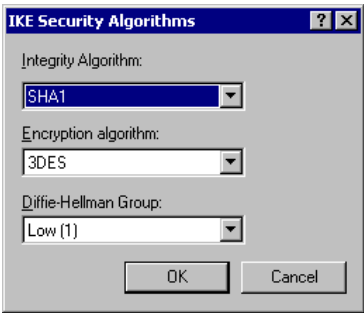 IKE Security Algorithms
Integrity Algorithm:
SHA1
Encryption algorithm:
3DES
Diffie-Hellman Group:
Low (1)
OK Cancel